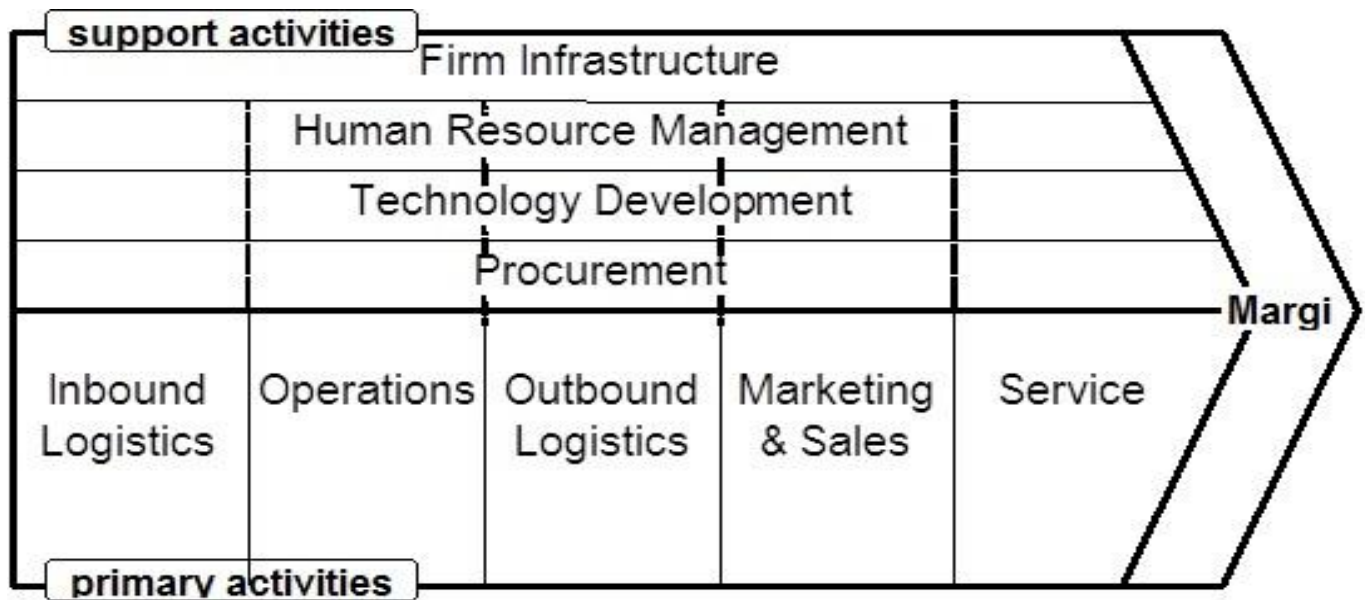 support activities
Firm Infrastructure
Human Resource Management
Technology Development
Procurement
Margi
Inbound Operations Outbound Marketing Service
Logistics Logistics & Sales
primary activities